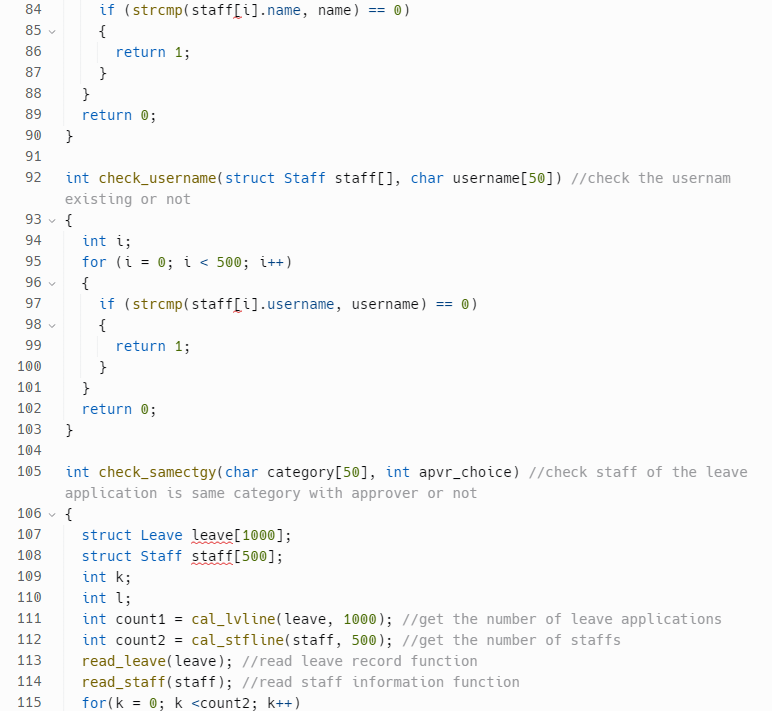 84 if (strcmp(staff[i].name, name) == 0)
85 {
86 return 1;
87 }
88 }
89 return 0;
90 }
91
92 int check_username(struct Staff staff[], char username[50]) //check the usernam
existing or not
93 {
94 int i;
95 for (i = 0; i < 500; i++)
96 {
97 if (strcmp(staff[i].username, username) == 0)
98 {
99 return 1;
100 }
101 }
102 return 0;
103 }
104
105 int check_samectgy(char category[50], int apvr_choice) //check staff of the leave
application is same category with approver or not
106 {
107 struct Leave leave[1000];
108 struct Staff staff[500];
109 int k;
110 int l;
111 int count1 = cal_lvline(leave, 1000); //get the number of leave applications
112 int count2 = cal_stfline(staff, 500); //get the number of staffs
113 read_leave(leave); //read leave record function
114 read_staff(staff); //read staff information function
115 for(k = 0; k <count2; k++)